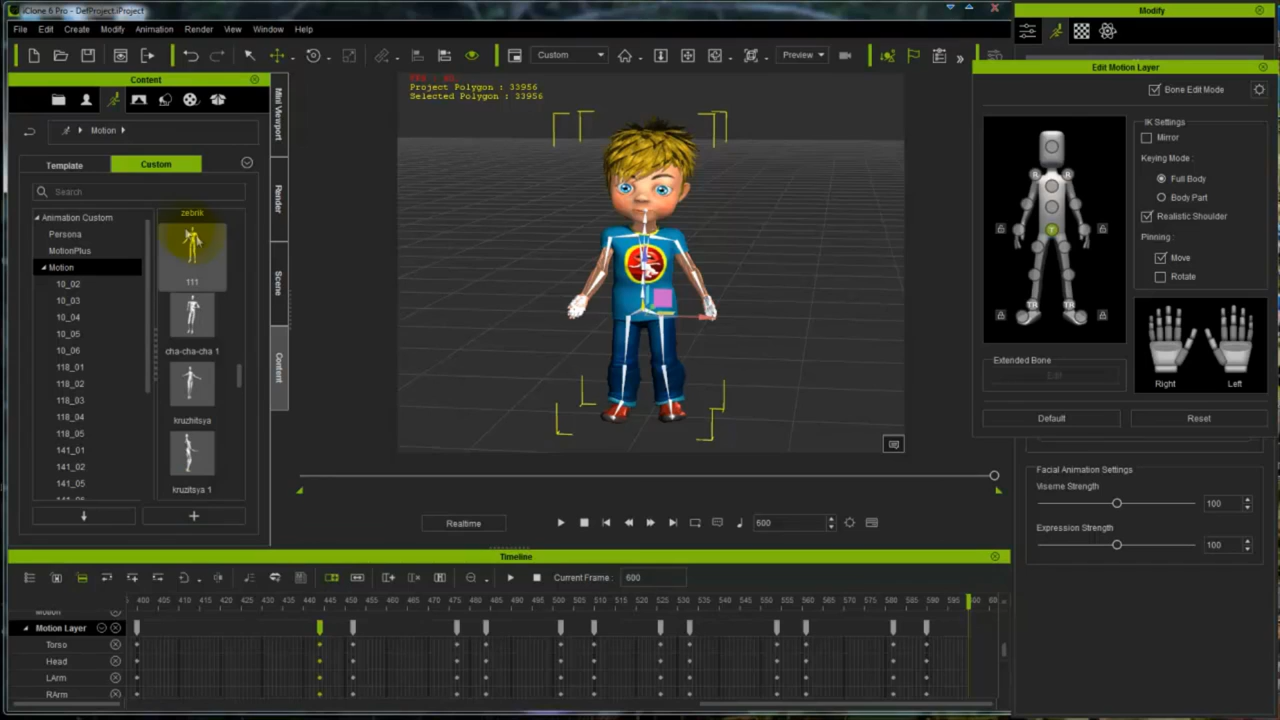 iClone 6 Pro - DefProject.iProject
File Edit Create Modify Animation Render View Window Help
Custom
Preview
Modify
Content
Motion
Template
Custom
Search
Animation Custom
Persona
MotionPlus
Motion
10_02
10_03
10_04
10_05
10_06
118_01
118_02
118_03
118_04
118_05
141_01
141_02
141_05
zebrik
111
cha-cha-cha 1
kruzhitsya
kruzitsya 1
Mini Viewport
Render
Scene
Content
Project Polygon : 33956
Selected Polygon : 33956
Edit Motion Layer
Bone Edit Mode
IK Settings
Mirror
Keying Mode :
Full Body
Body Part
Realistic Shoulder
Pinning :
Move
Rotate
R R
T
TR TR
Right Left
Extended Bone
Edit
Default Reset
Facial Animation Settings
Viseme Strength
100
Expression Strength
100
Realtime
600
Timeline
Current Frame : 600
400 405 410 415 420 425 430 435 440 445 450 455 460 465 470 475 480 485 490 495 500 505 510 515 520 525 530 535 540 545 550 555 560 565 570 575 580 585 590 595 60
Motion
Motion Layer
Torso
Head
LArm
RArm